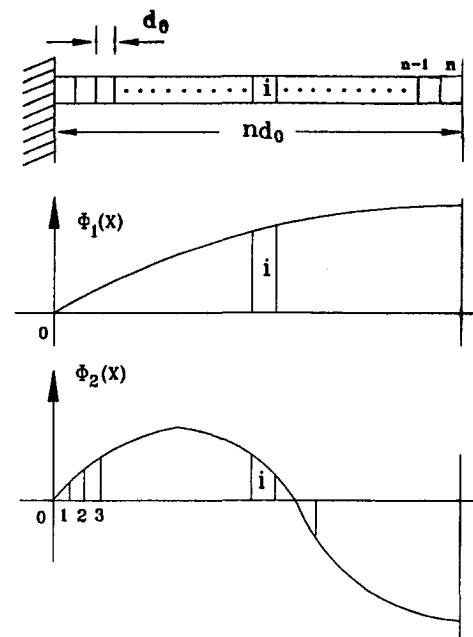 d₀
n-1 n
i
nd₀
Φ₁(X)
i
0
Φ₂(X)
i
0 1 2 3